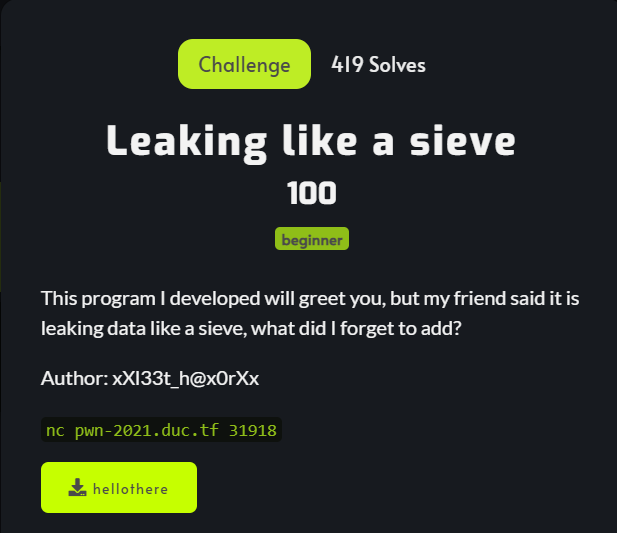 Challenge
419 Solves
Leaking like a sieve
100
beginner
This program I developed will greet you, but my friend said it is
leaking data like a sieve, what did I forget to add?
Author: xXl33t_h@x0rXx
nc pwn-2021.duc.tf 31918
hellothere